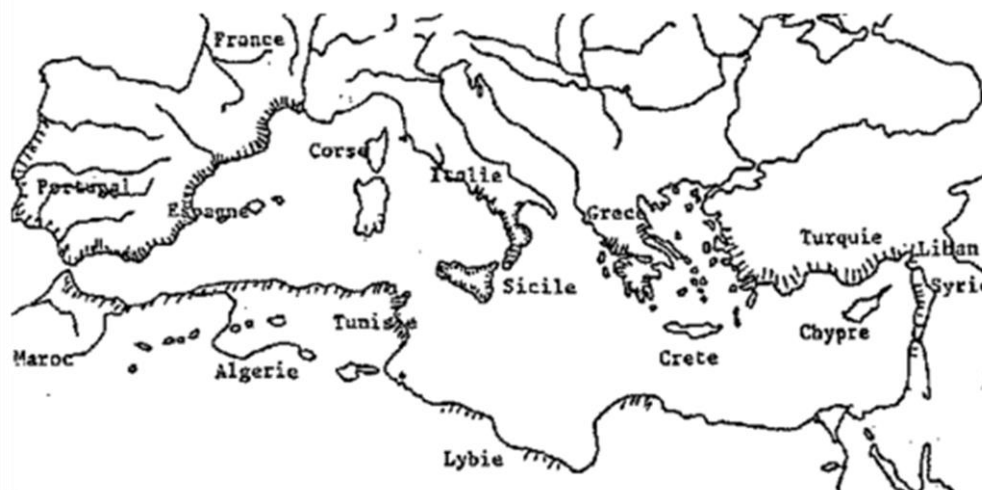 France
Corse
Italie
Portugal
Espagne
Grece
Turquie
Liban
Syrie
Sicile
Tunisie
Chypre
Maroc
Algerie
Crete
Lybie